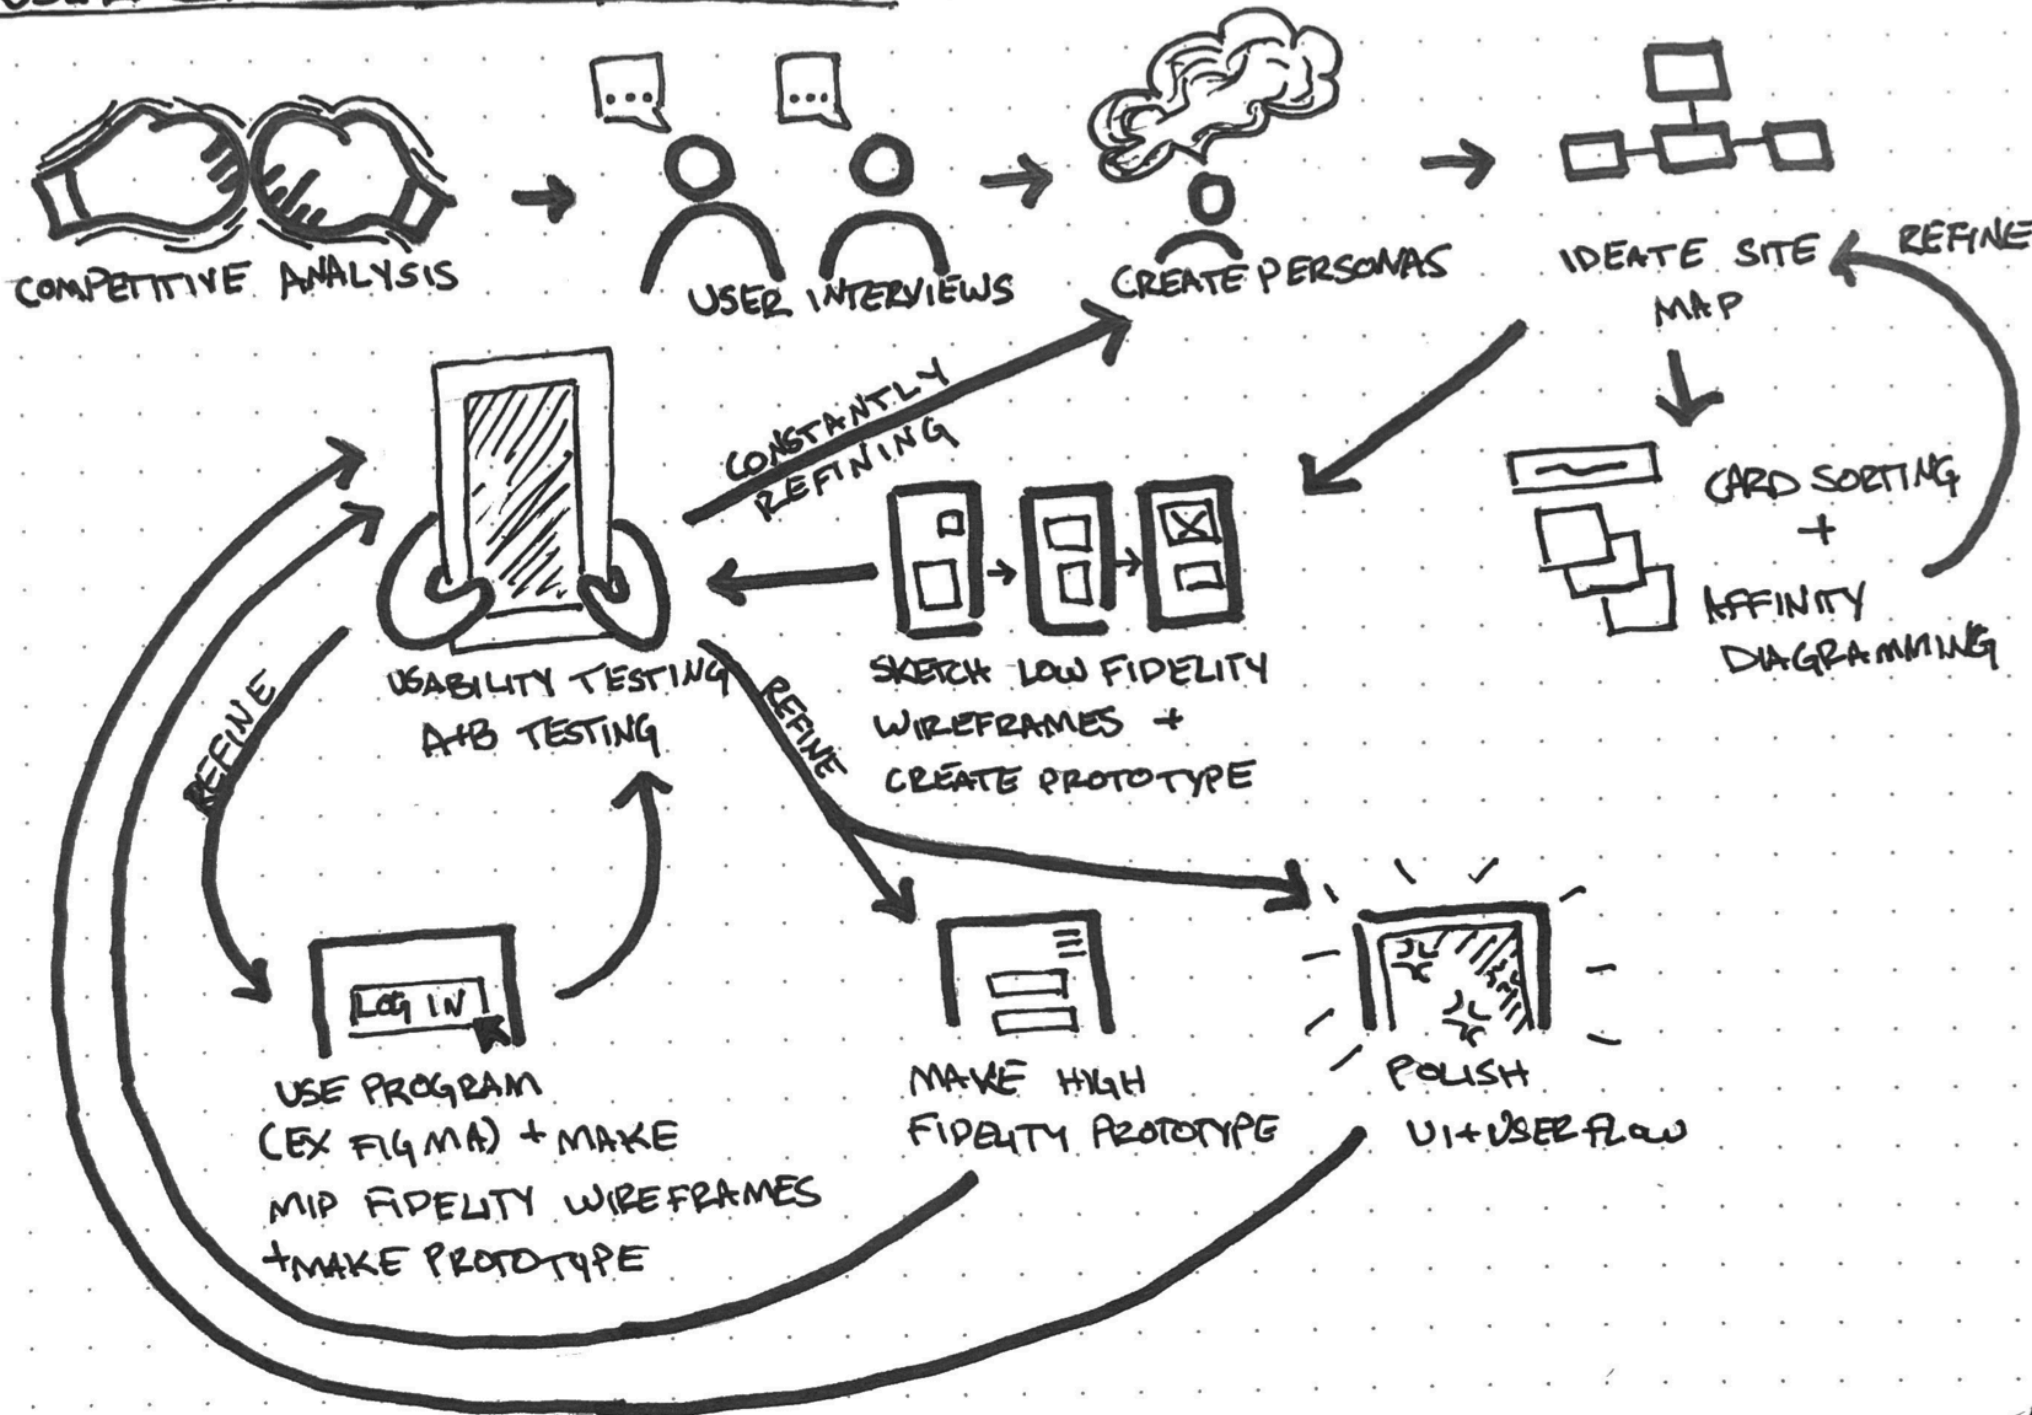 COMPETITIVE ANALYSIS
USER INTERVIEWS
CREATE PERSONAS
IDEATE SITE
MAP
REFINE
CARD SORTING
+
AFFINITY
DIAGRAMMING
CONSTANTLY
REFINING
SKETCH LOW FIDELITY
WIREFRAMES +
CREATE PROTOTYPE
USABILITY TESTING
A+B TESTING
REFINE
REFINE
LOG IN
USE PROGRAM
(EX FIGMA) + MAKE
MID FIDELITY WIREFRAMES
+MAKE PROTOTYPE
MAKE HIGH
FIDELITY PROTOTYPE
POLISH
UI+USERFLOW